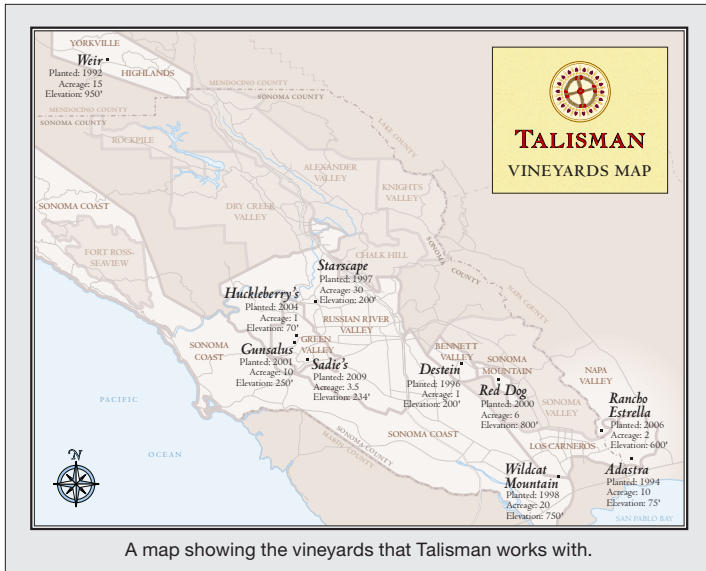 YORKVILLE
HIGHLANDS
Weir
Planted: 1992
Acreage: 15
Elevation: 950'
MENDOCINO COUNTY
SONOMA COUNTY
MENDOCINO COUNTY
SONOMA COUNTY
LAKE COUNTY
TALISMAN
VINEYARDS MAP
ROCKPILE
ALEXANDER
VALLEY
KNIGHTS
VALLEY
DRY CREEK
VALLEY
SONOMA COAST
FORT ROSS-
SEAVIEW
CHALK HILL
SONOMA
COUNTY
NAPA COUNTY
Starscape
Planted: 1997
Acreage: 30
Elevation: 200'
Huckleberry's
Planted: 2004
Acreage: 1
Elevation: 70'
RUSSIAN RIVER
VALLEY
SONOMA
COAST
GREEN
VALLEY
Gunsalus
Planted: 2001
Acreage: 10
Elevation: 250'
Sadie's
Planted: 2009
Acreage: 3.5
Elevation: 234'
BENNETT
VALLEY
Destein
Planted: 1996
Acreage: 1
Elevation: 200'
SONOMA
MOUNTAIN
Red Dog
Planted: 2000
Acreage: 6
Elevation: 800'
SONOMA
VALLEY
NAPA
VALLEY
Rancho
Estrella
Planted: 2006
Acreage: 2
Elevation: 600'
PACIFIC
OCEAN
SONOMA COUNTY
MARIN COUNTY
SONOMA COAST
LOS CARNEROS
Wildcat
Mountain
Planted: 1998
Acreage: 20
Elevation: 750'
Adastra
Planted: 1994
Acreage: 10
Elevation: 75'
SAN PABLO BAY
N
A map showing the vineyards that Talisman works with.